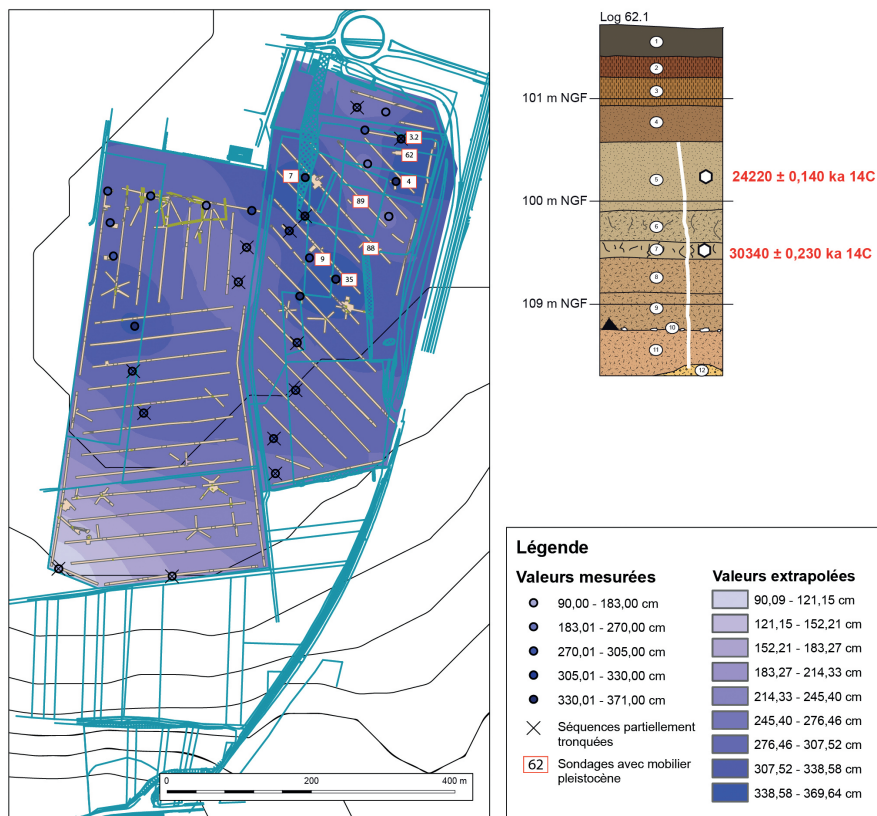 Log 62.1
1
2
3
101 m NGF
4
5
24220 ± 0,140 ka 14C
100 m NGF
6
7
30340 ± 0,230 ka 14C
8
109 m NGF
9
10
11
12
3.2
62
7
4
89
88
9
35
0
200
400 m
Légende
Valeurs mesurées
90,00 - 183,00 cm
183,01 - 270,00 cm
270,01 - 305,00 cm
305,01 - 330,00 cm
330,01 - 371,00 cm
Séquences partiellement
tronquées
62 Sondages avec mobilier
pleistocène
Valeurs extrapolées
90,09 - 121,15 cm
121,15 - 152,21 cm
152,21 - 183,27 cm
183,27 - 214,33 cm
214,33 - 245,40 cm
245,40 - 276,46 cm
276,46 - 307,52 cm
307,52 - 338,58 cm
338,58 - 369,64 cm